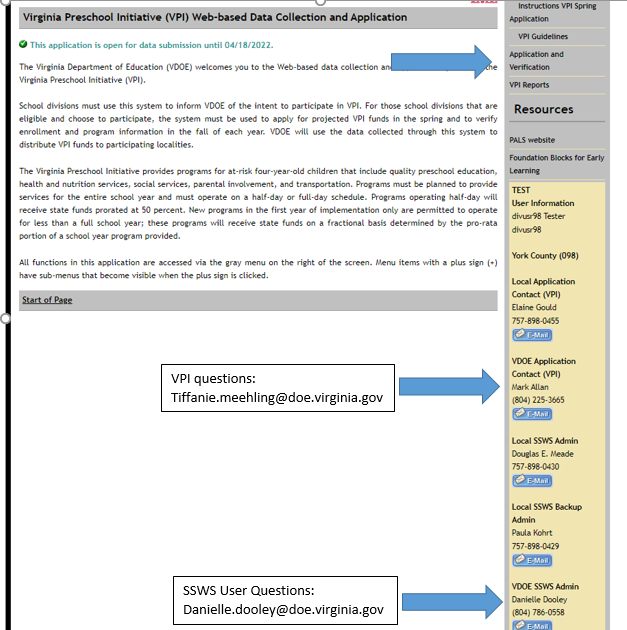 Virginia Preschool Initiative (VPI) Web-based Data Collection and Application
This application is open for data submission until 04/18/2022.
The Virginia Department of Education (VDOE) welcomes you to the Web-based data collection an the
Virginia Preschool Initiative (VPI).
School divisions must use this system to inform VDOE of the intent to participate in VPI. For those school divisions that are
eligible and choose to participate, the system must be used to apply for projected VPI funds in the spring and to verify
enrollment and program information in the fall of each year. VDOE will use the data collected through this system to
distribute VPI funds to participating localities.
The Virginia Preschool Initiative provides programs for at-risk four-year-old children that include quality preschool education,
health and nutrition services, social services, parental involvement, and transportation. Programs must be planned to provide
services for the entire school year and must operate on a half-day or full-day schedule. Programs operating half-day will
receive state funds prorated at 50 percent. New programs in the first year of implementation only are permitted to operate
for less than a full school year; these programs will receive state funds on a fractional basis determined by the pro-rata
portion of a school year program provided.
All functions in this application are accessed via the gray menu on the right of the screen. Menu items with a plus sign (+)
have sub-menus that become visible when the plus sign is clicked.
Start of Page
VPI questions:
Tiffanie.meehling@doe.virginia.gov
SSWS User Questions:
Danielle.dooley@doe.virginia.gov
Instructions VPI Spring
Application
VPI Guidelines
Application and
Verification
VPI Reports
Resources
PALS website
Foundation Blocks for Early
Learning
TEST
User Information
divusr98 Tester
divusr98
York County (098)
Local Application
Contact (VPI)
Elaine Gould
757-898-0455
E-Mail
VDOE Application
Contact (VPI)
Mark Allan
(804) 225-3665
E-Mail
Local SSWS Admin
Douglas E. Meade
757-898-0430
E-Mail
Local SSWS Backup
Admin
Paula Kohrt
757-898-0429
E-Mail
VDOE SSWS Admin
Danielle Dooley
(804) 786-0558
E-Mail